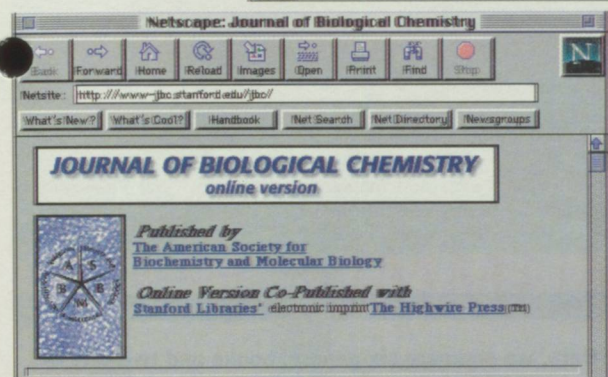 Netscape: Journal of Biological Chemistry
Back Forward Home Reload Images Open Print Find Stop
N
Netsite: http://www-jbc.stanford.edu/jbc/
What's New? What's Cool? Handbook Net Search Net Directory Newsgroups
JOURNAL OF BIOLOGICAL CHEMISTRY
online version
Published by
The American Society for
Biochemistry and Molecular Biology
Online Version Co-Published with
Stanford Libraries' electronic imprint The Highwire Press(TM)
A S
B B
M